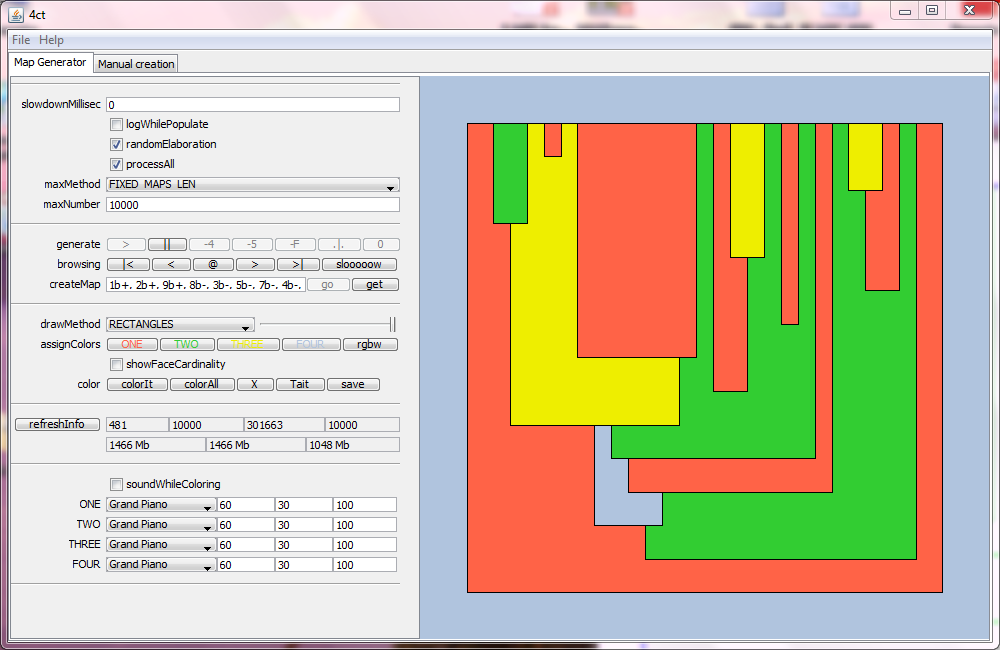 4ct
File Help
Map Generator Manual creation
slowdownMillisec 0
logWhilePopulate
randomElaboration
processAll
maxMethod FIXED_MAPS_LEN
maxNumber 10000
generate > || -4 -5 -F .|. 0
browsing |< < @ > >| slooooow
createMap 1b+, 2b+, 9b+, 8b-, 3b-, 5b-, 7b-, 4b-, go get
drawMethod RECTANGLES
assignColors ONE TWO THREE FOUR rgbw
showFaceCardinality
color colorIt colorAll X Tait save
refreshInfo 481 10000 301663 10000
1466 Mb 1466 Mb 1048 Mb
soundWhileColoring
ONE Grand Piano 60 30 100
TWO Grand Piano 60 30 100
THREE Grand Piano 60 30 100
FOUR Grand Piano 60 30 100